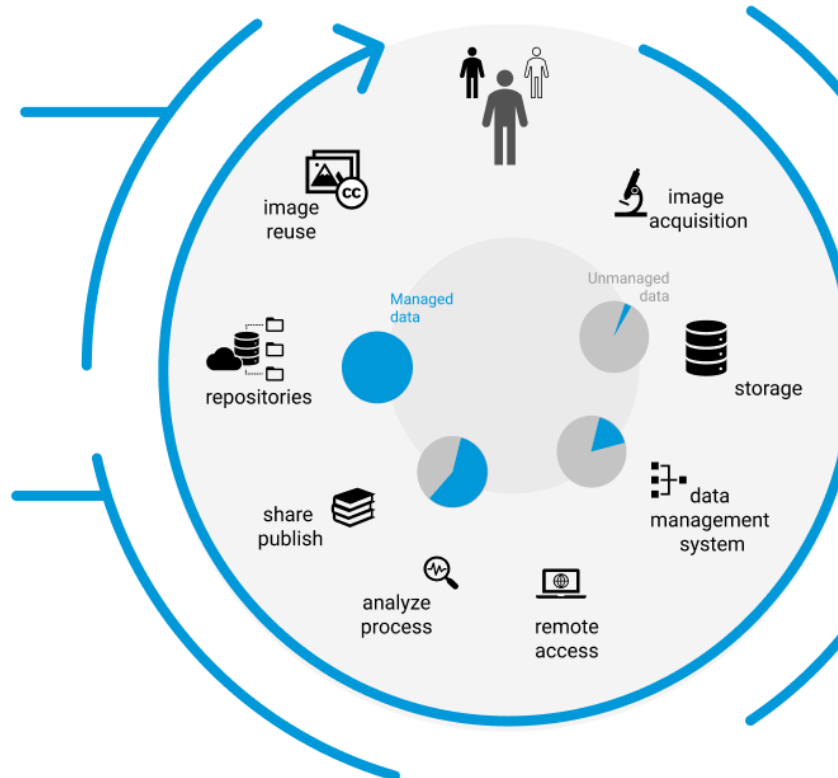 image
acquisition
Unmanaged
data
storage
data
management
system
remote
access
analyze
process
share
publish
repositories
Managed
data
image
reuse
CC